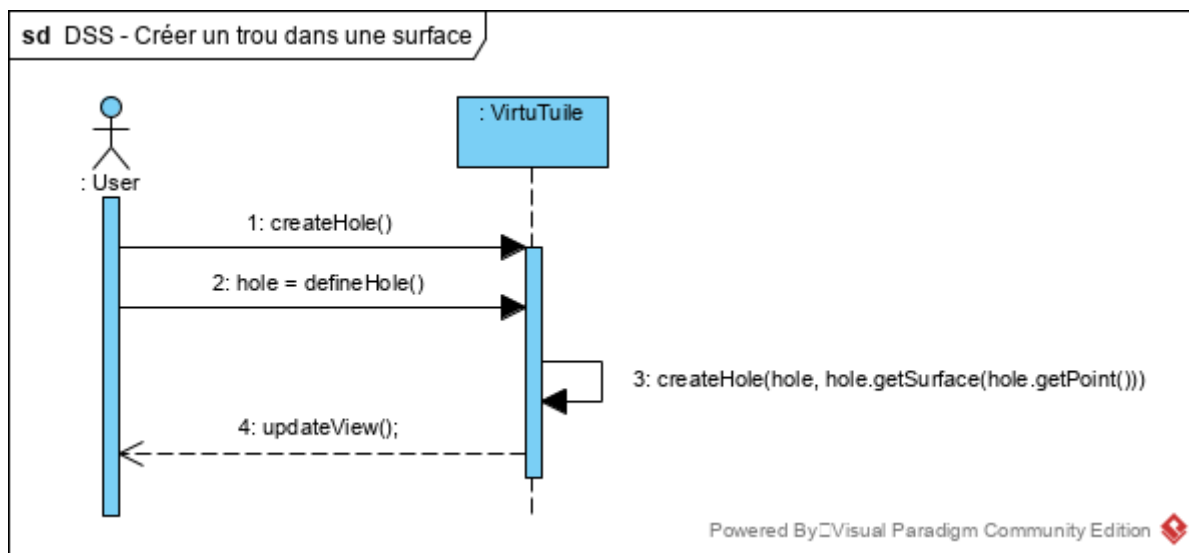 sd DSS - Créer un trou dans une surface
: VirtuTuile
: User
1: createHole()
2: hole = defineHole()
3: createHole(hole, hole.getSurface(hole.getPoint()))
4: updateView();
Powered By□Visual Paradigm Community Edition